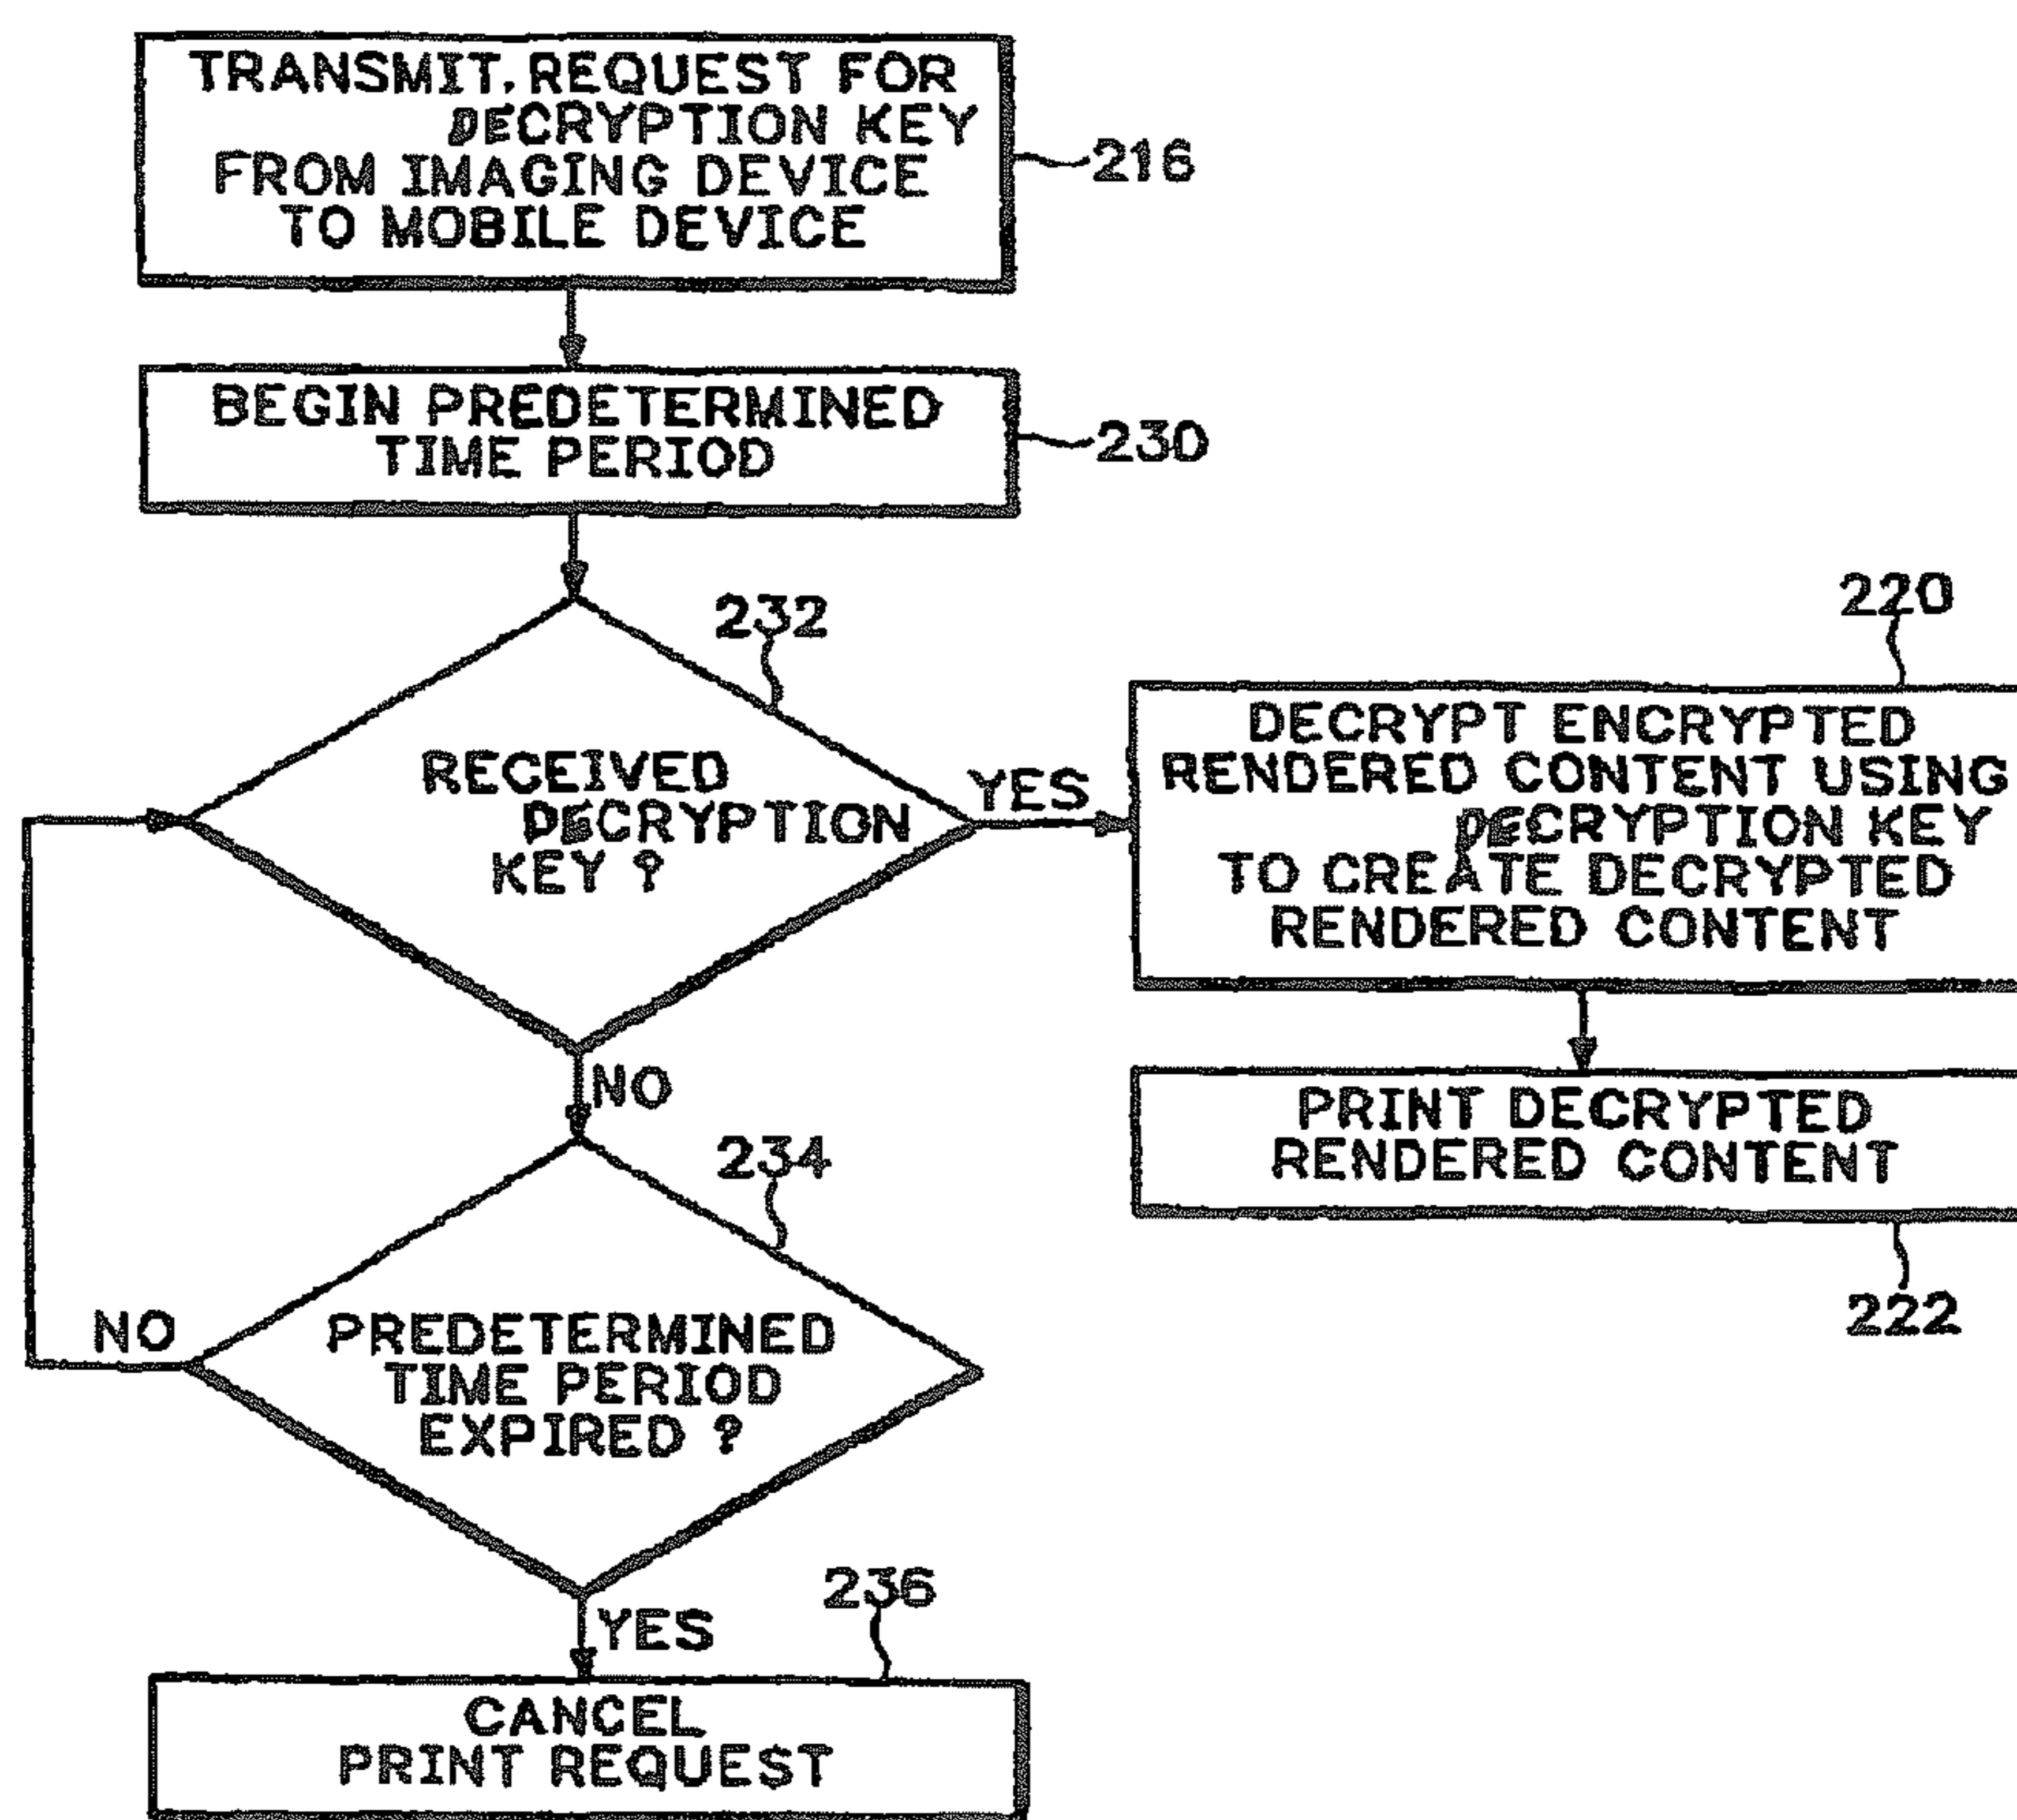 TRANSMIT, REQUEST FOR
DECRYPTION KEY
FROM IMAGING DEVICE
TO MOBILE DEVICE
216
BEGIN PREDETERMINED
TIME PERIOD
230
232
RECEIVED
DECRYPTION
KEY ?
YES
220
DECRYPT ENCRYPTED
RENDERED CONTENT USING
DECRYPTION KEY
TO CREATE DECRYPTED
RENDERED CONTENT
NO
PRINT DECRYPTED
RENDERED CONTENT
222
234
NO
PREDETERMINED
TIME PERIOD
EXPIRED ?
YES
236
CANCEL
PRINT REQUEST